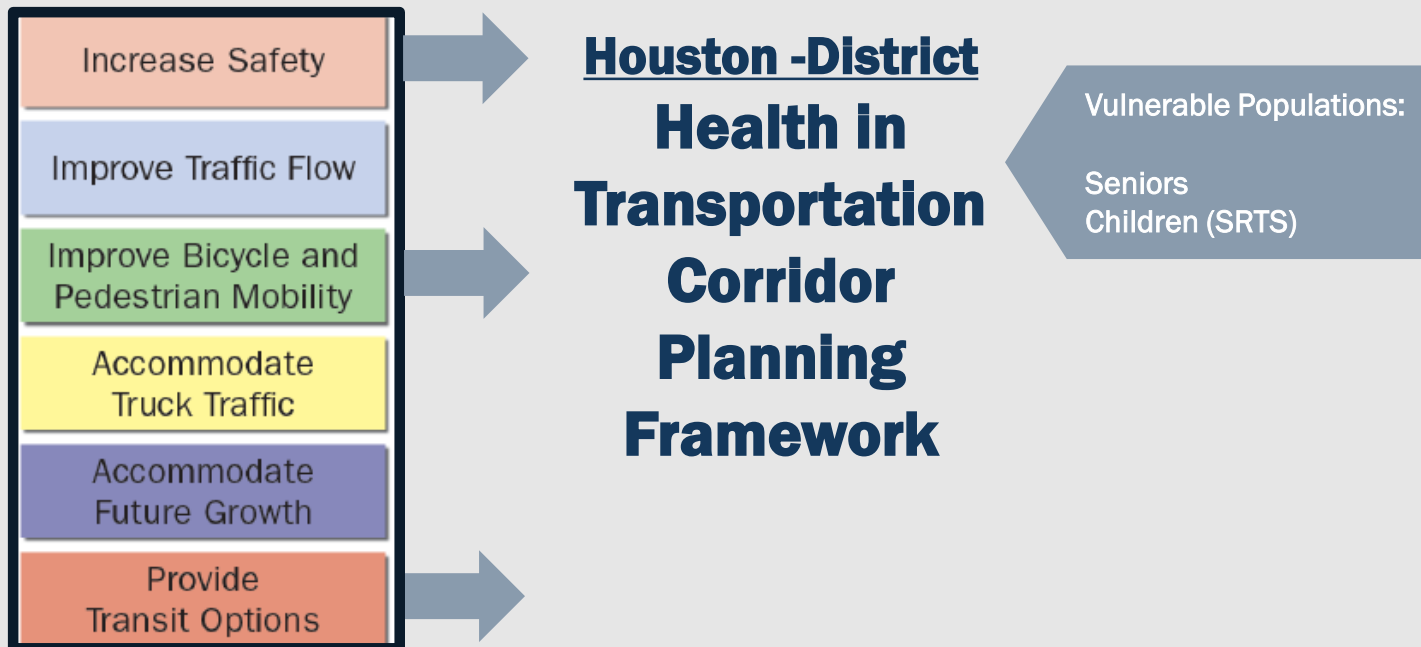 Increase Safety
Improve Traffic Flow
Improve Bicycle and
Pedestrian Mobility
Accommodate
Truck Traffic
Accommodate
Future Growth
Provide
Transit Options
Houston -District
Health in
Transportation
Corridor
Planning
Framework
Vulnerable Populations:
Seniors
Children (SRTS)